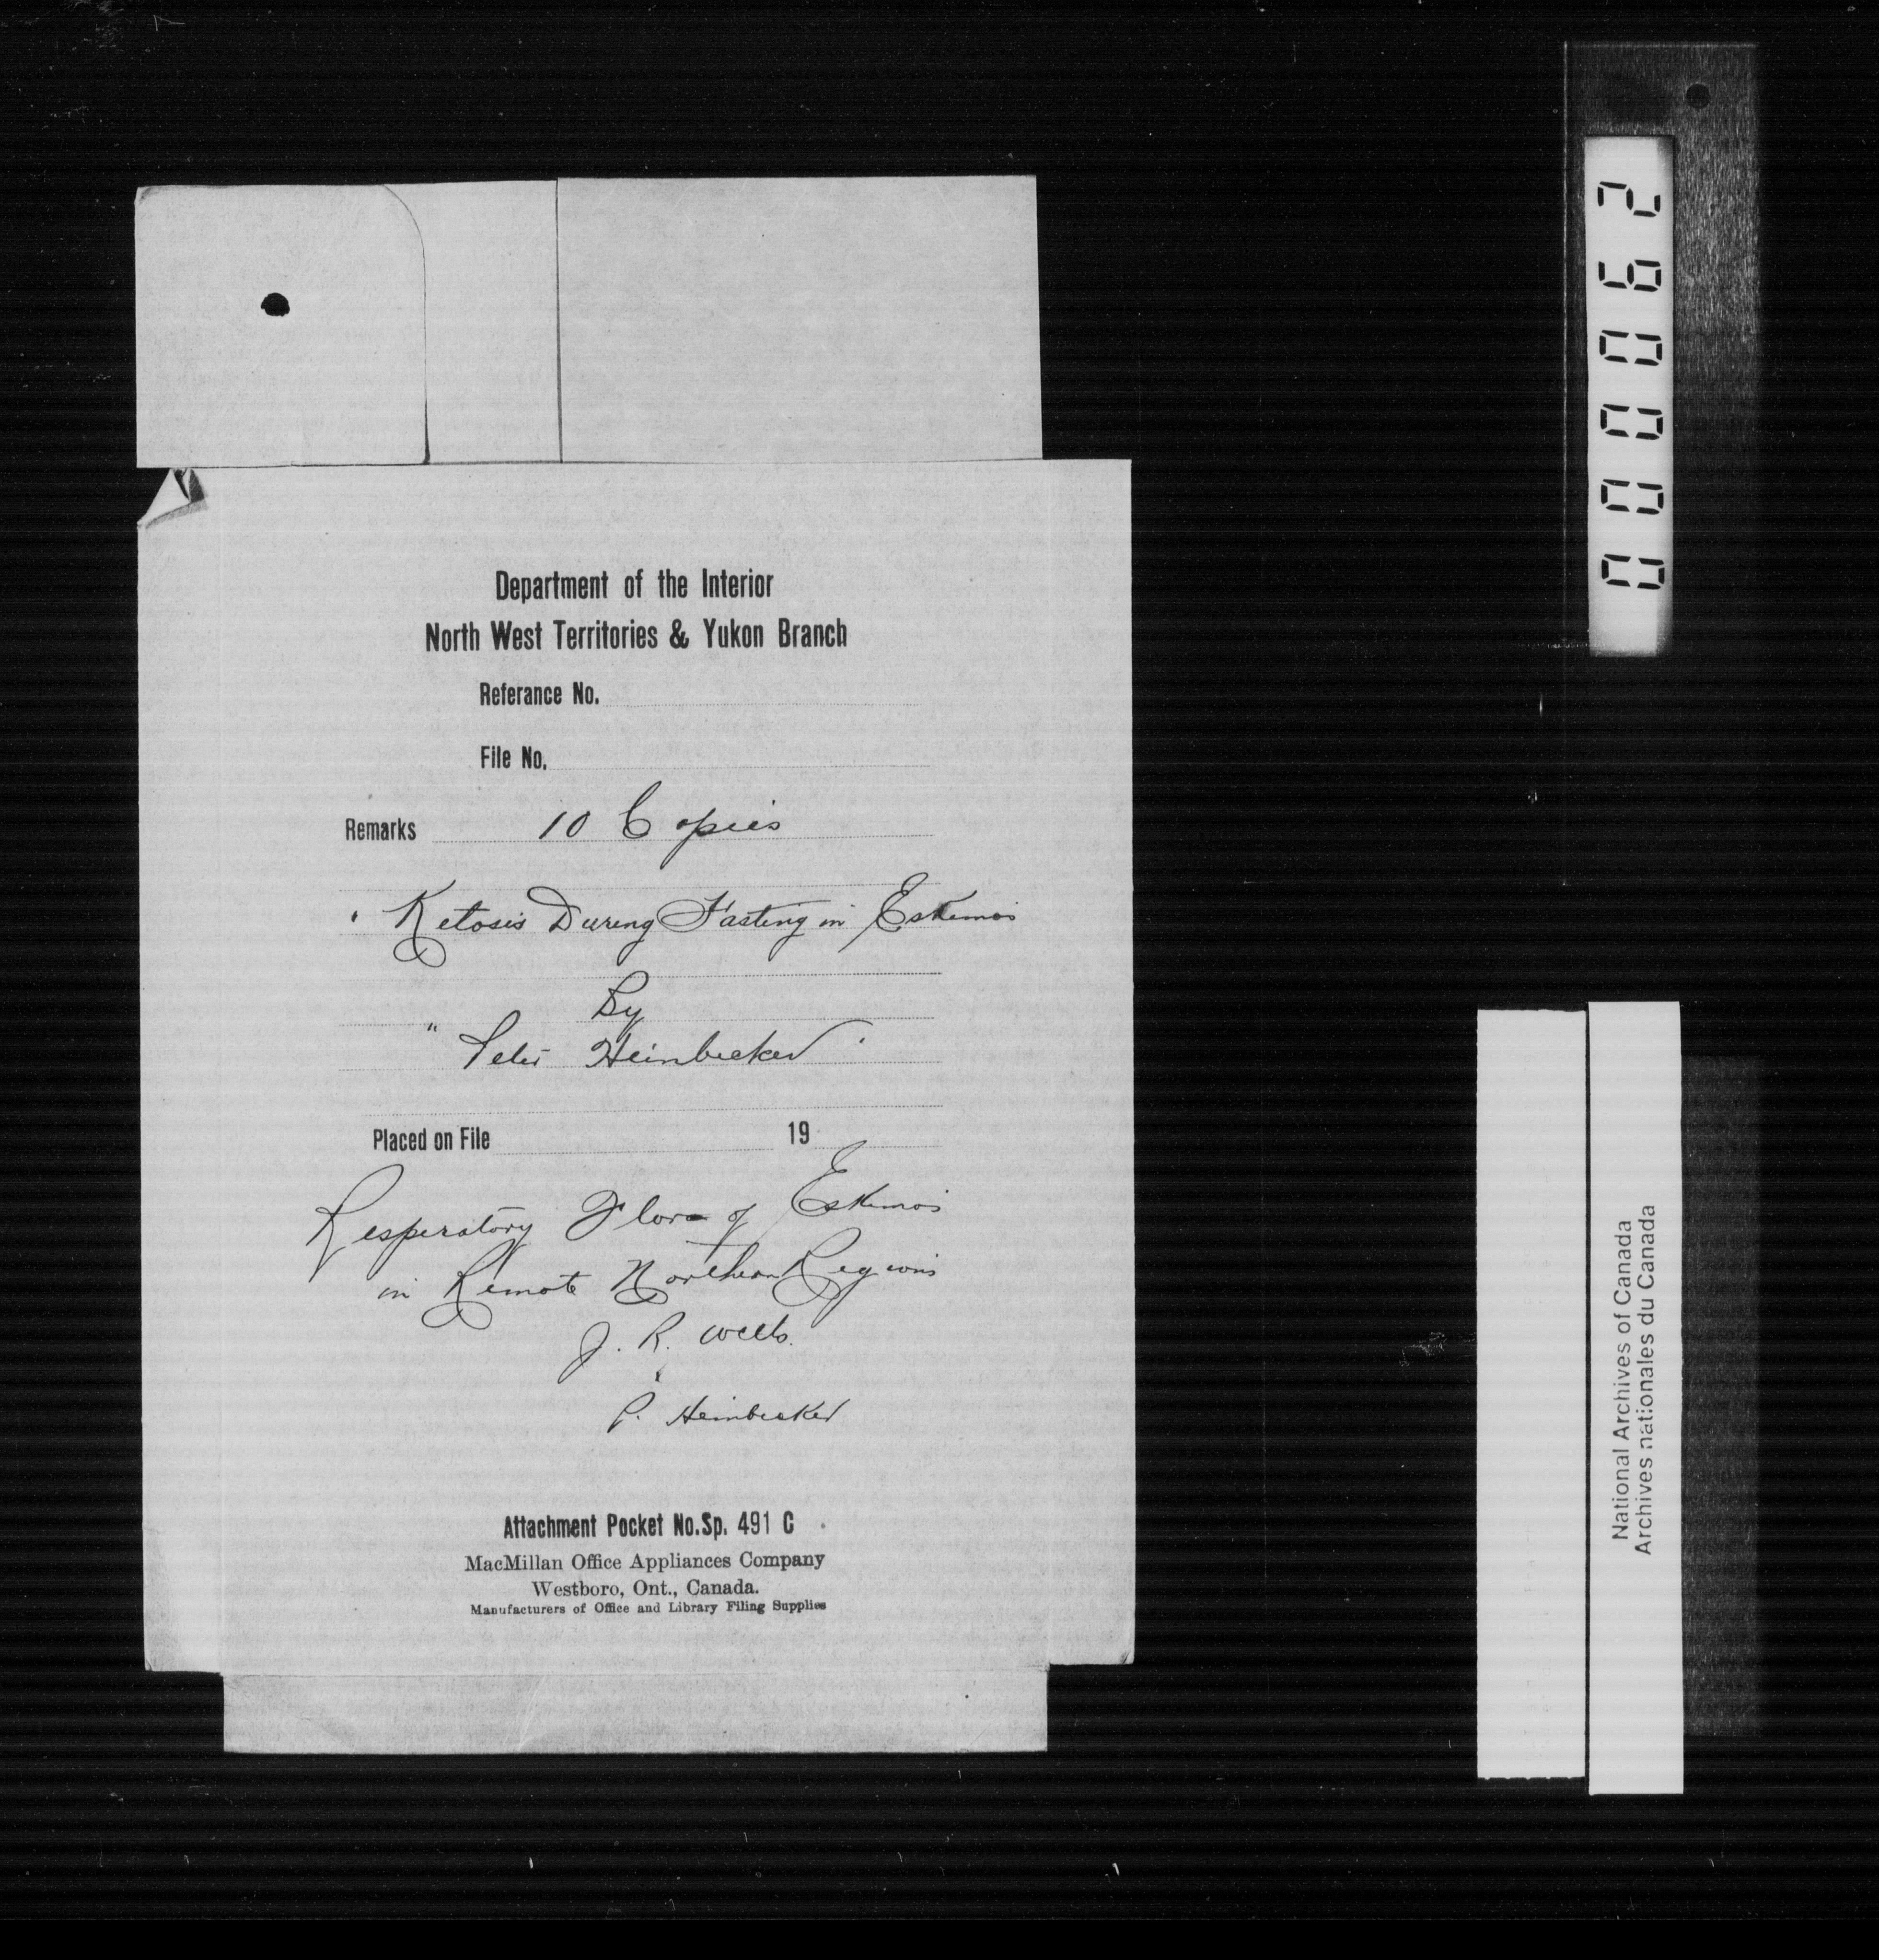 Department of the Interior
North West Territories & Yukon Branch
Referance No.
File No.
Remarks 10 Copies
" Ketosis During Fasting in Eskimos
By
" Peter Heinbecker "
Placed on File 19
Resperatory Flora of Eskimos
in Remote Northern Regions
J. R. Wells.
P. Heinbecker
Attachment Pocket No. Sp. 491 C
MacMillan Office Appliances Company
Westboro, Ont., Canada.
Manufacturers of Office and Library Filing Supplies
000062
National Archives of Canada
Archives nationales du Canada